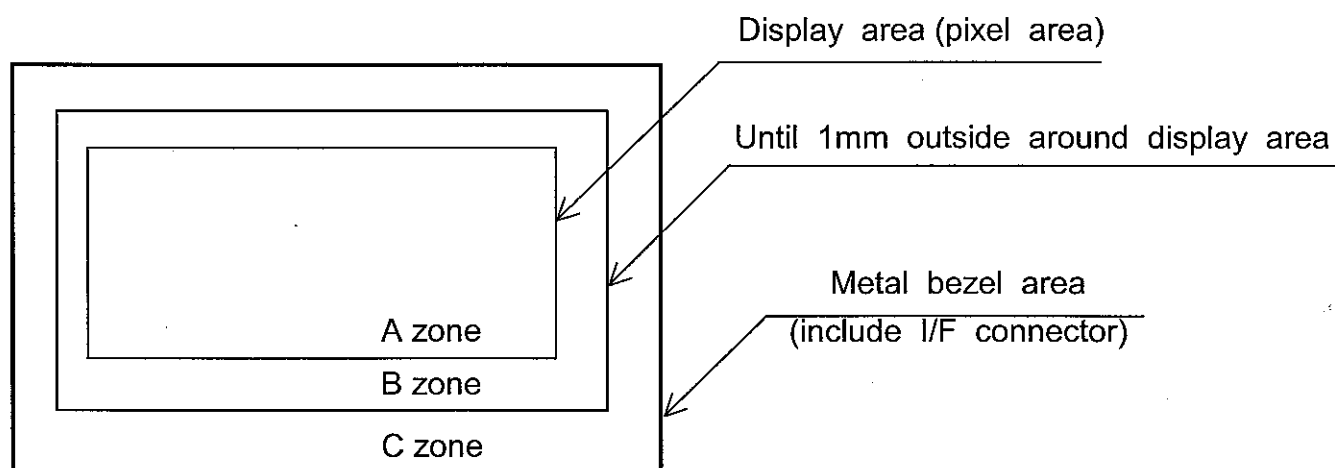 Display area (pixel area)
Until 1mm outside around display area
Metal bezel area
(include I/F connector)
A zone
B zone
C zone